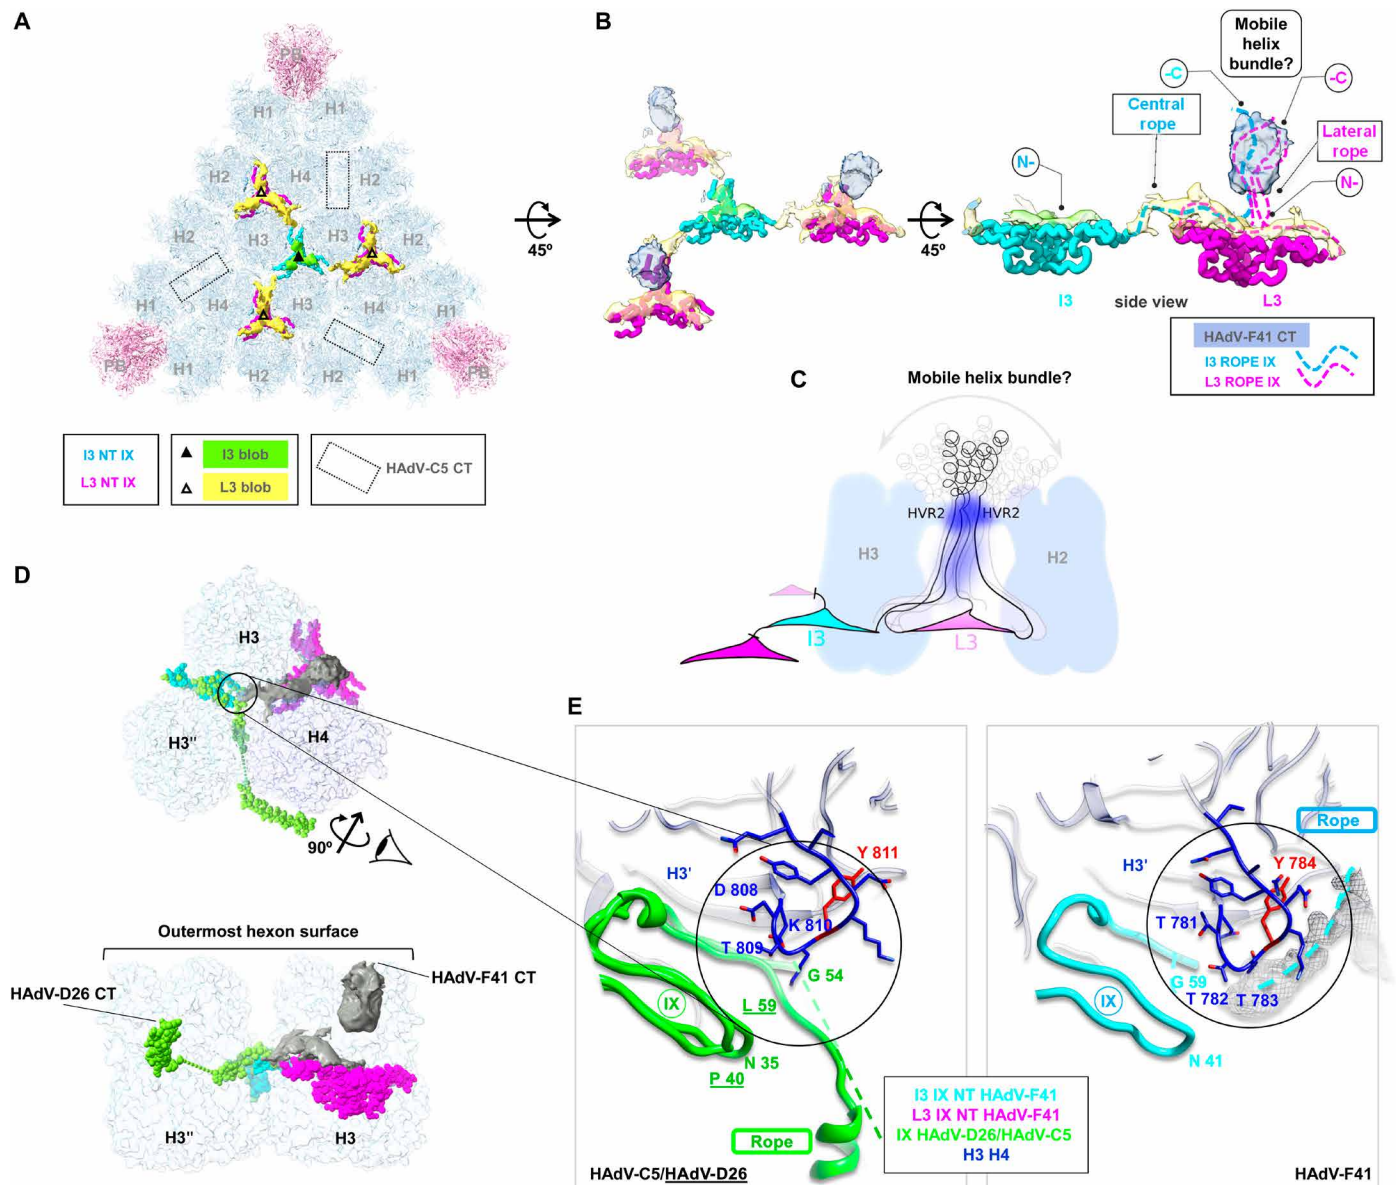 A
PB
H1
H1
H2
H4
H2
H2
H3
H3
H2
H1
H4
H3
H4
H1
PB
H1
H2
H2
H1
PB
I3 NT IX
L3 NT IX
I3 blob
L3 blob
HAdV-C5 CT
45º
B
45º
Mobile
helix
bundle?
-C
-C
Central
rope
Lateral
rope
N-
N-
I3
side view
L3
HAdV-F41 CT
I3 ROPE IX
L3 ROPE IX
C
Mobile helix bundle?
HVR2
HVR2
H3
H2
I3
L3
D
H3
H3''
H4
90º
Outermost hexon surface
HAdV-D26 CT
HAdV-F41 CT
H3''
H3
E
H3'
Y 811
D 808
K 810
T 809
G 54
IX
L 59
N 35
P 40
Rope
HAdV-C5/HAdV-D26
I3 IX NT HAdV-F41
L3 IX NT HAdV-F41
IX HAdV-D26/HAdV-C5
H3 H4
Rope
H3'
Y 784
T 781
G 59
IX
T 782
T 783
N 41
HAdV-F41